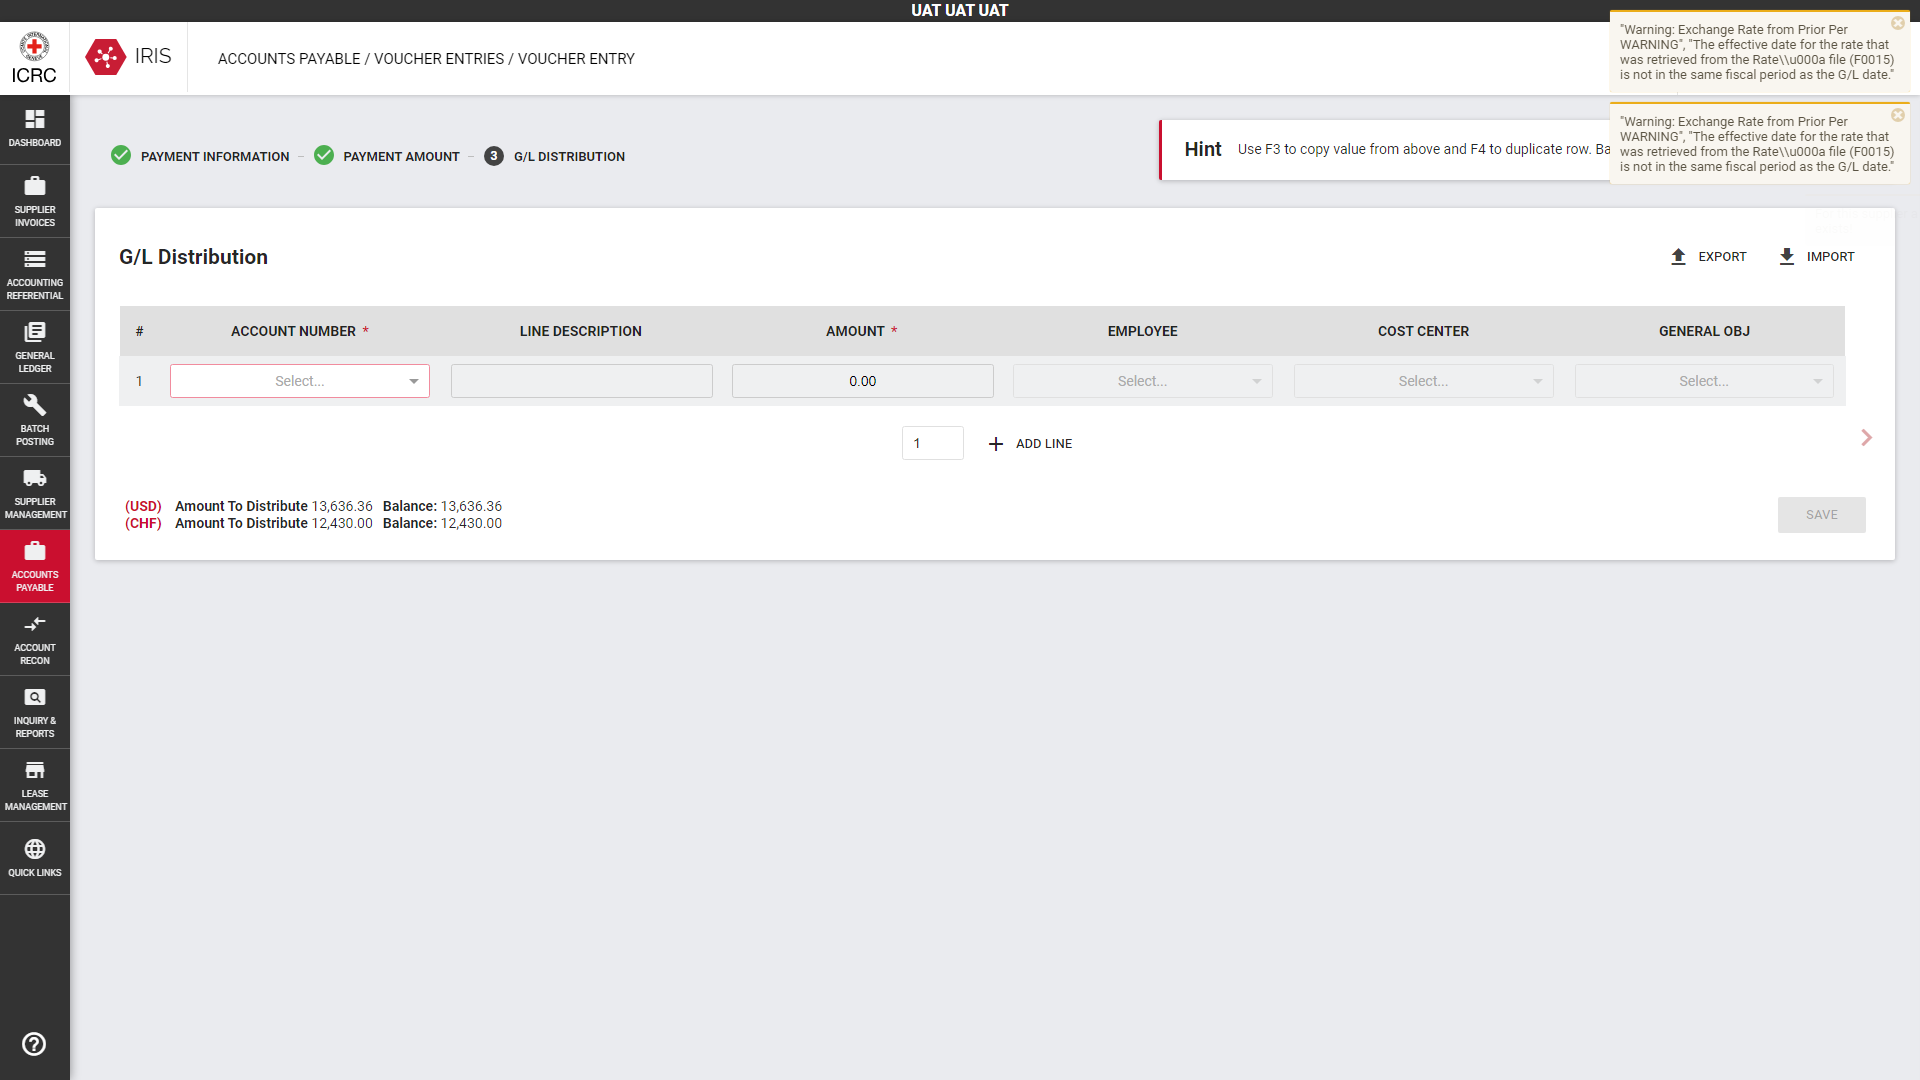 UAT UAT UAT
ICRC
IRIS
ACCOUNTS PAYABLE / VOUCHER ENTRIES / VOUCHER ENTRY
"Warning: Exchange Rate from Prior Per
WARNING", "The effective date for the rate that
was retrieved from the Rate\\u000a file (F0015)
is not in the same fiscal period as the G/L date."
"Warning: Exchange Rate from Prior Per
WARNING", "The effective date for the rate that
was retrieved from the Rate\\u000a file (F0015)
is not in the same fiscal period as the G/L date."
DASHBOARD
SUPPLIER
INVOICES
ACCOUNTING
REFERENTIAL
GENERAL
LEDGER
BATCH
POSTING
SUPPLIER
MANAGEMENT
ACCOUNTS
PAYABLE
ACCOUNT
RECON
INQUIRY &
REPORTS
LEASE
MANAGEMENT
QUICK LINKS
PAYMENT INFORMATION
PAYMENT AMOUNT
3 G/L DISTRIBUTION
Hint Use F3 to copy value from above and F4 to duplicate row. Ba
G/L Distribution
EXPORT
IMPORT
# ACCOUNT NUMBER * LINE DESCRIPTION AMOUNT * EMPLOYEE COST CENTER GENERAL OBJ
1 Select... 0.00 Select... Select... Select...
1 ADD LINE
(USD) Amount To Distribute 13,636.36 Balance: 13,636.36
(CHF) Amount To Distribute 12,430.00 Balance: 12,430.00
SAVE